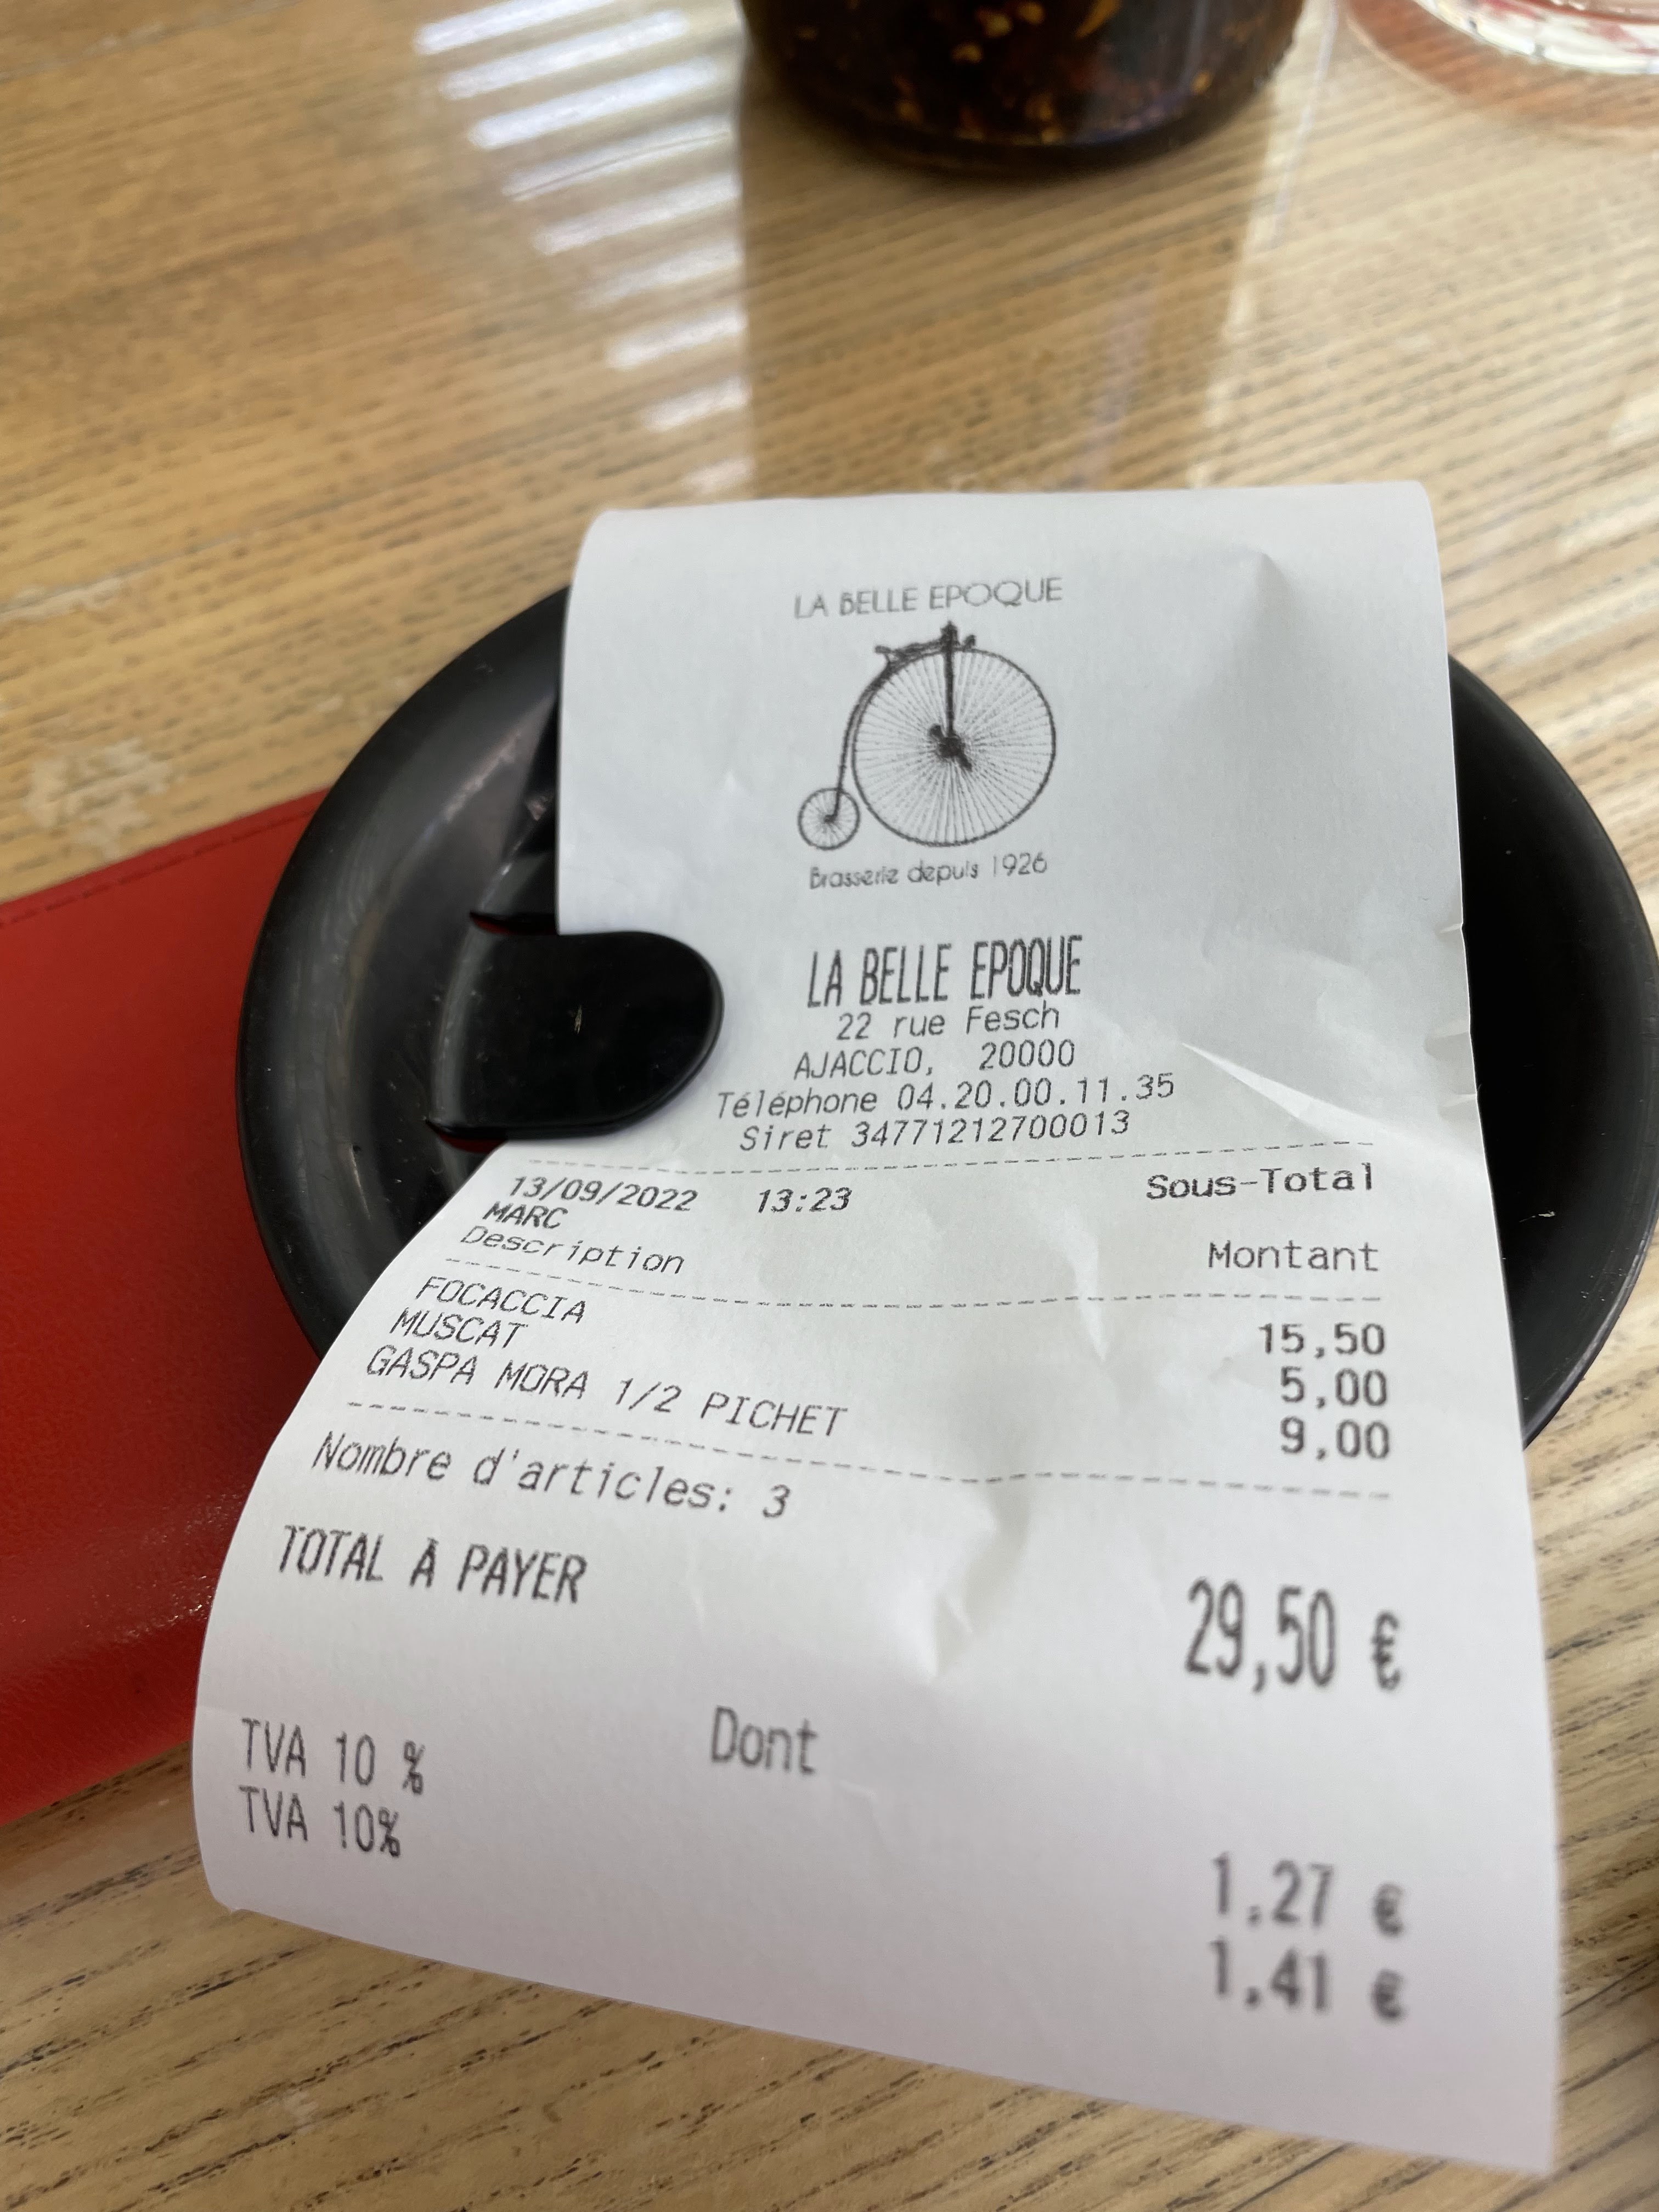 LA BELLE EPOQUE
Brasserie depuis 1926
LA BELLE EPOQUE
22 rue Fesch
AJACCIO, 20000
Téléphone 04.20.00.11.35
Siret 34771212700013
13/09/2022 13:23 Sous-Total
MARC
Description Montant
FOCACCIA 15,50
MUSCAT 5,00
GASPA MORA 1/2 PICHET 9,00
Nombre d'articles: 3
TOTAL A PAYER 29,50 €
Dont
TVA 10 % 1.27 €
TVA 10% 1.41 €